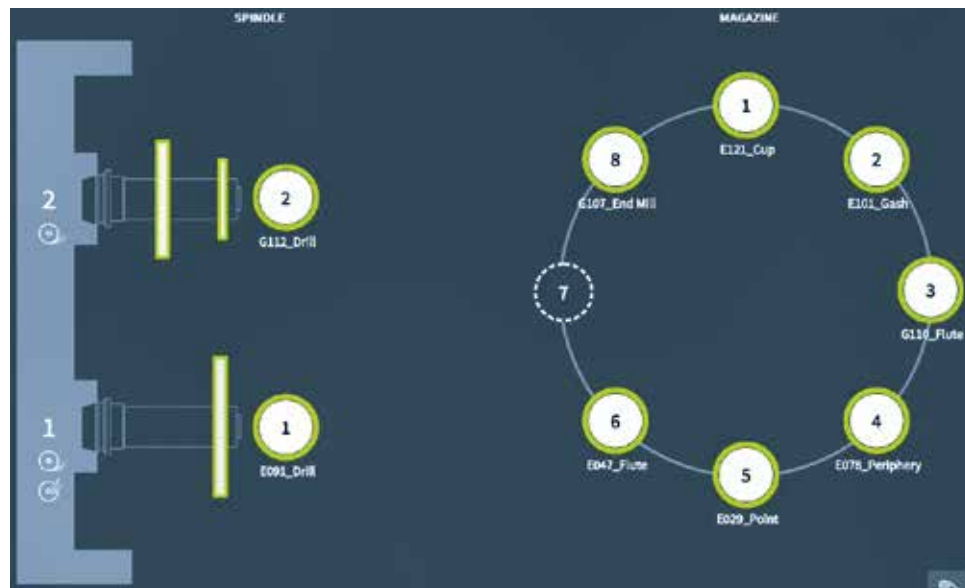 SPINDLE
MAGAZINE
1
E121_Cup
8
G107_End Mill
2
E101_Gash
2
2
G112_Drill
7
3
G110_Flute
1
1
E091_Drill
6
E047_Flute
4
E078_Periphery
5
E029_Point